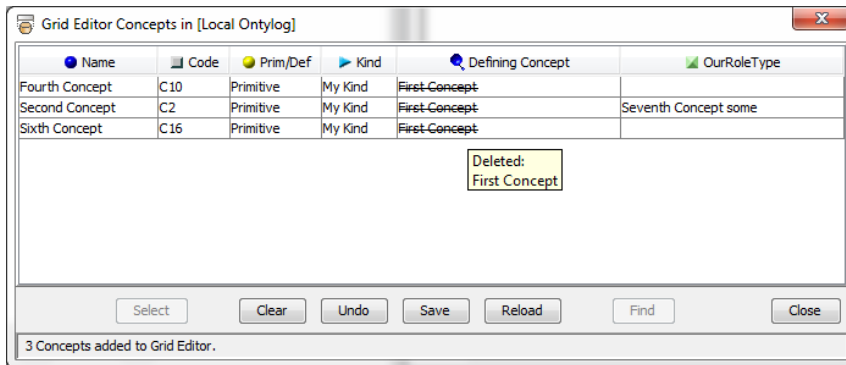 Grid Editor Concepts in [Local Ontylog]
Name Code Prim/Def Kind Defining Concept OurRoleType
Fourth Concept C10 Primitive My Kind First Concept
Second Concept C2 Primitive My Kind First Concept Seventh Concept some
Sixth Concept C16 Primitive My Kind First Concept
Deleted:
First Concept
Select Clear Undo Save Reload Find Close
3 Concepts added to Grid Editor.